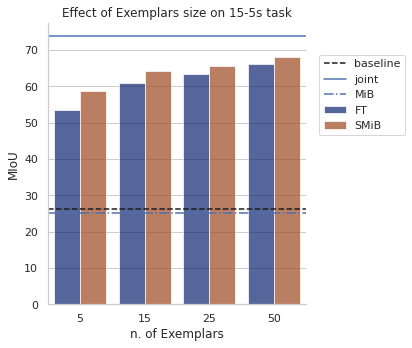 Effect of Exemplars size on 15-5s task
MIoU
70
60
50
40
30
20
10
0
5
15
25
50
n. of Exemplars
baseline
joint
MiB
FT
SMiB